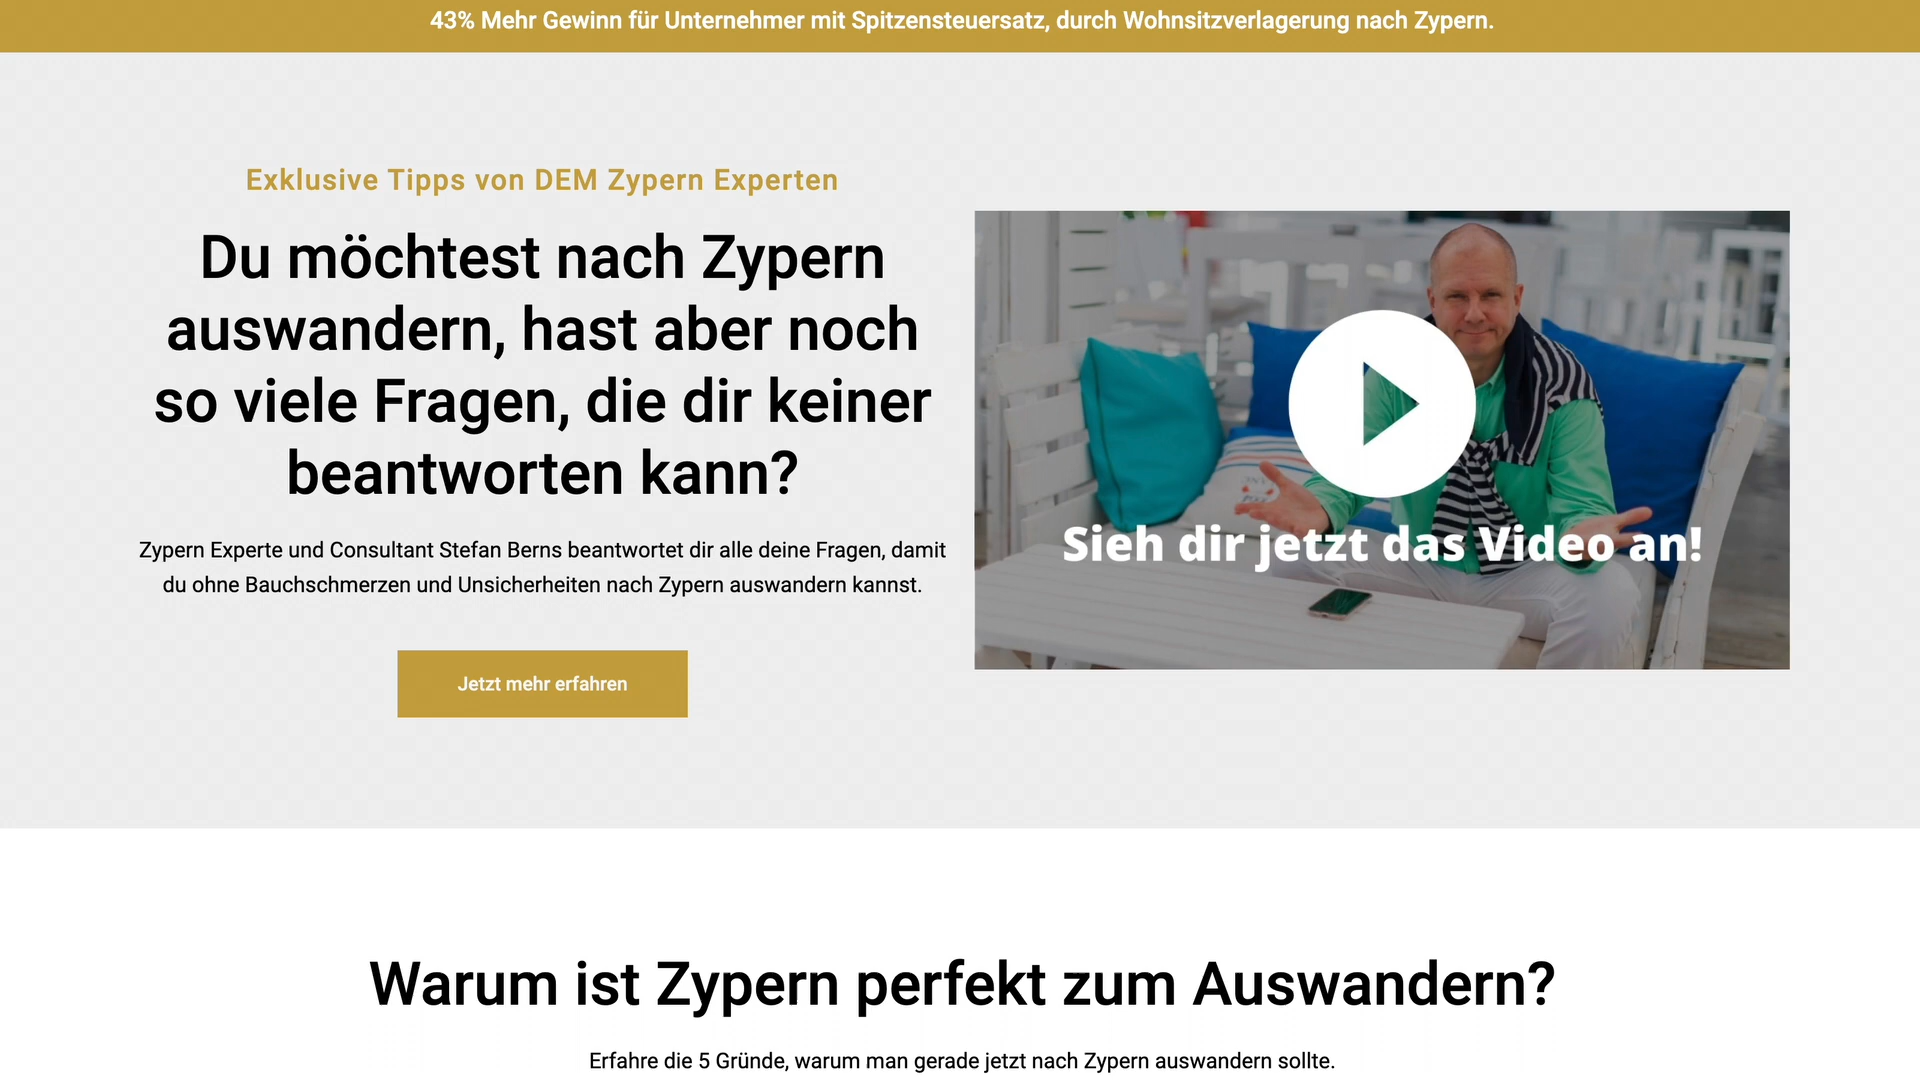 43% Mehr Gewinn für Unternehmer mit Spitzensteuersatz, durch Wohnsitzverlagerung nach Zypern.
Exklusive Tipps von DEM Zypern Experten
Du möchtest nach Zypern
auswandern, hast aber noch
so viele Fragen, die dir keiner
beantworten kann?
Zypern Experte und Consultant Stefan Berns beantwortet dir alle deine Fragen, damit
du ohne Bauchschmerzen und Unsicherheiten nach Zypern auswandern kannst.
Jetzt mehr erfahren
Sieh dir jetzt das Video an!
Warum ist Zypern perfekt zum Auswandern?
Erfahre die 5 Gründe, warum man gerade jetzt nach Zypern auswandern sollte.